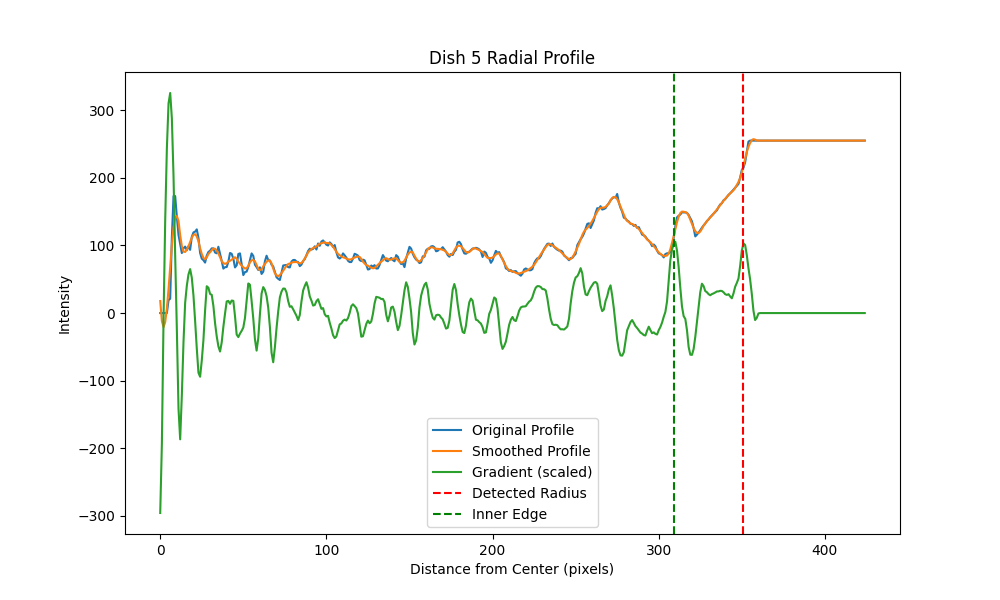 Dish 5 Radial Profile
Intensity
300
200
100
0
−100
−200
−300
0
100
200
300
400
Distance from Center (pixels)
Original Profile
Smoothed Profile
Gradient (scaled)
Detected Radius
Inner Edge